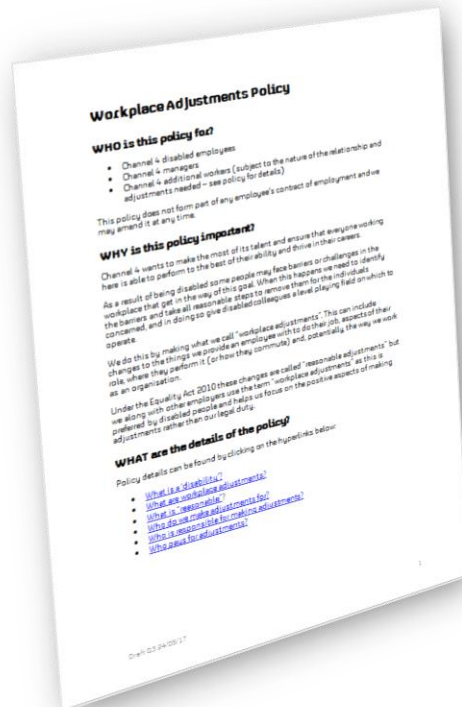 Workplace Adjustments Policy
WHO is this policy for?
• Channel 4 disabled employees
• Channel 4 managers
• Channel 4 additional workers (subject to the nature of the relationship and
adjustments needed – see policy for details)
This policy does not form part of any employee's contract of employment and we
may amend it at any time.
WHY is this policy important?
Channel 4 wants to make the most of its talent and ensure that everyone working
here is able to perform to the best of their ability and thrive in their careers.
As a result of being disabled some people may face barriers or challenges in the
workplace that get in the way of this goal. When this happens we need to identify
the barriers and take all reasonable steps to remove them for the individuals
concerned, and in doing so give disabled colleagues a level playing field on which to
operate.
We do this by making what we call "workplace adjustments". This can include
changes to the things we provide an employee with to do their job, aspects of their
role, where they perform it (or how they commute) and, potentially, the way we work
as an organisation.
Under the Equality Act 2010 these changes are called "reasonable adjustments" but
we along with other employers use the term "workplace adjustments" as this is
preferred by disabled people and helps us focus on the positive aspects of making
adjustments rather than our legal duty.
WHAT are the details of the policy?
Policy details can be found by clicking on the hyperlinks below:
• What is a 'disability'?
• What are workplace adjustments?
• What is "reasonable"?
• Who do we make adjustments for?
• Who is responsible for making adjustments?
• Who pays for adjustments?
1